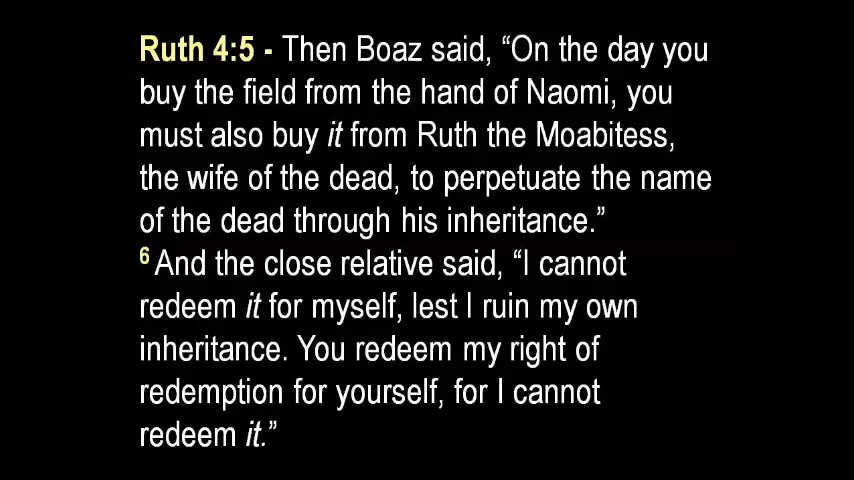 Ruth 4:5 - Then Boaz said, “On the day you
buy the field from the hand of Naomi, you
must also buy it from Ruth the Moabitess,
the wife of the dead, to perpetuate the name
of the dead through his inheritance.”
6 And the close relative said, “I cannot
redeem it for myself, lest I ruin my own
inheritance. You redeem my right of
redemption for yourself, for I cannot
redeem it.”